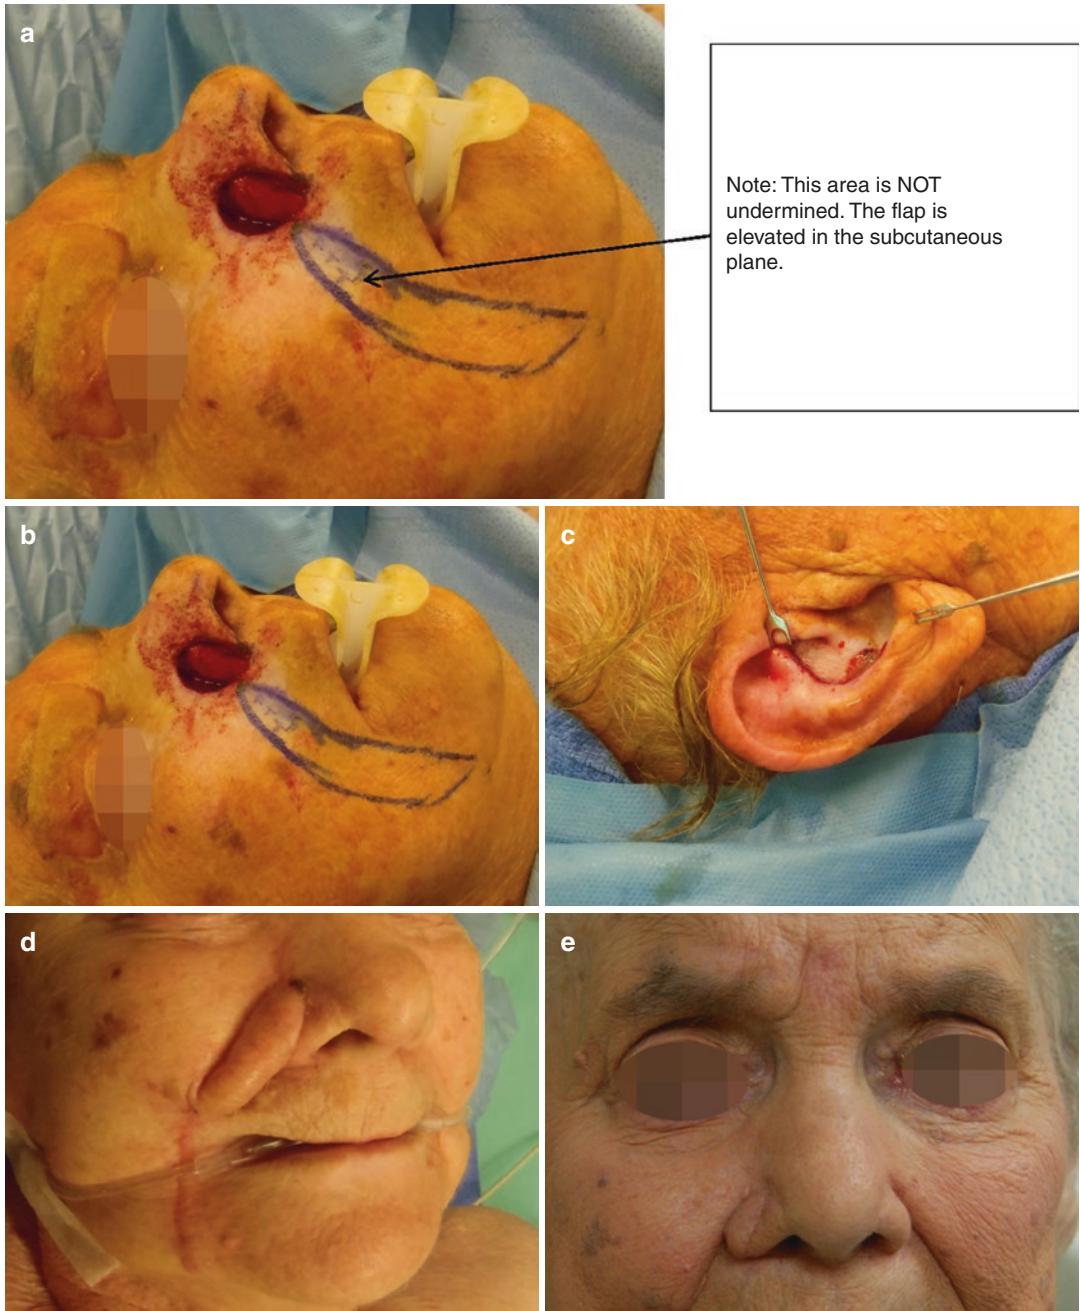 a
Note: This area is NOT
undermined. The flap is
elevated in the subcutaneous
plane.
b
c
d
e